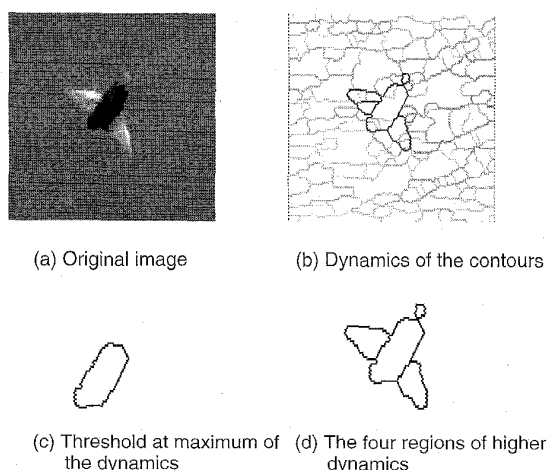 (a) Original image
(b) Dynamics of the contours
(c) Threshold at maximum of
the dynamics
(d) The four regions of higher
dynamics